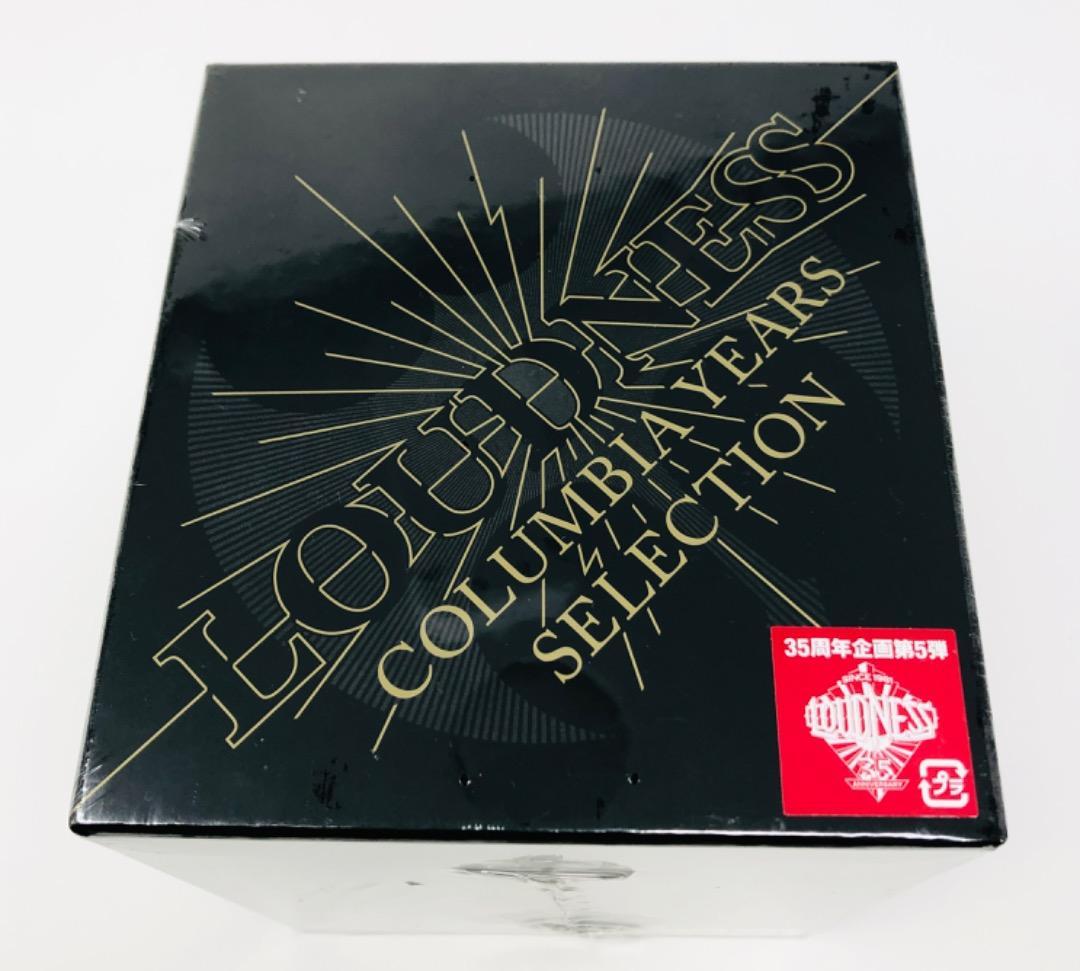 LOUDNESS
COLUMBIA YEARS
SELECTION
35周年企画第5弾
SINCE 1981
LOUDNESS
35
ANNIVERSARY
プラ